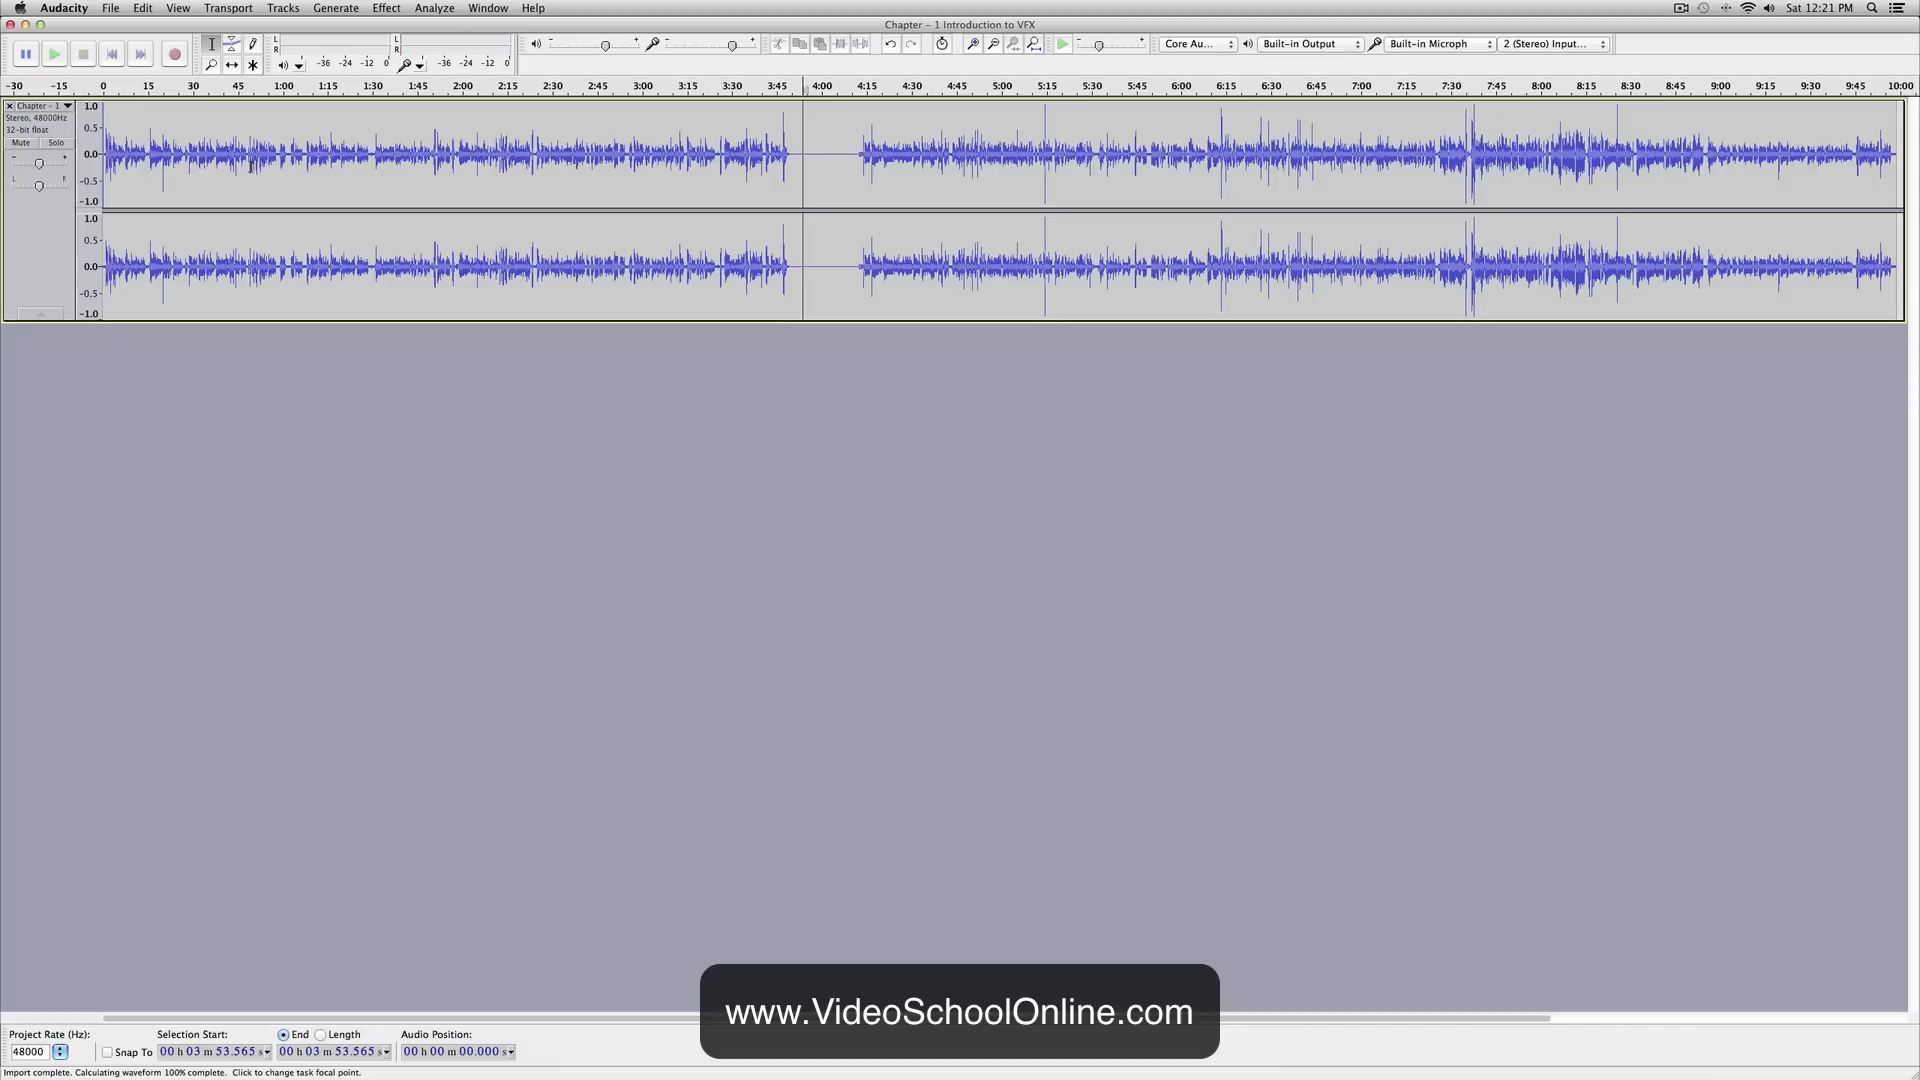 Audacity File Edit View Transport Tracks Generate Effect Analyze Window Help Sat 12:21 PM
Chapter - 1 Introduction to VFX
L R L R - + - + - + Core Au... Built-in Output Built-in Microph 2 (Stereo) Input...
-36 -24 -12 0 -36 -24 -12 0
-30 -15 0 15 30 45 1:00 1:15 1:30 1:45 2:00 2:15 2:30 2:45 3:00 3:15 3:30 3:45 4:00 4:15 4:30 4:45 5:00 5:15 5:30 5:45 6:00 6:15 6:30 6:45 7:00 7:15 7:30 7:45 8:00 8:15 8:30 8:45 9:00 9:15 9:30 9:45 10:00
Chapter - 1 1.0
Stereo, 48000Hz
32-bit float 0.5
Mute Solo
- + 0.0
L R -0.5
-1.0
1.0
0.5
0.0
-0.5
-1.0
www.VideoSchoolOnline.com
Project Rate (Hz): Selection Start: End Length Audio Position:
48000 Snap To 00 h 03 m 53.565 s 00 h 03 m 53.565 s 00 h 00 m 00.000 s
Import complete. Calculating waveform 100% complete. Click to change task focal point.